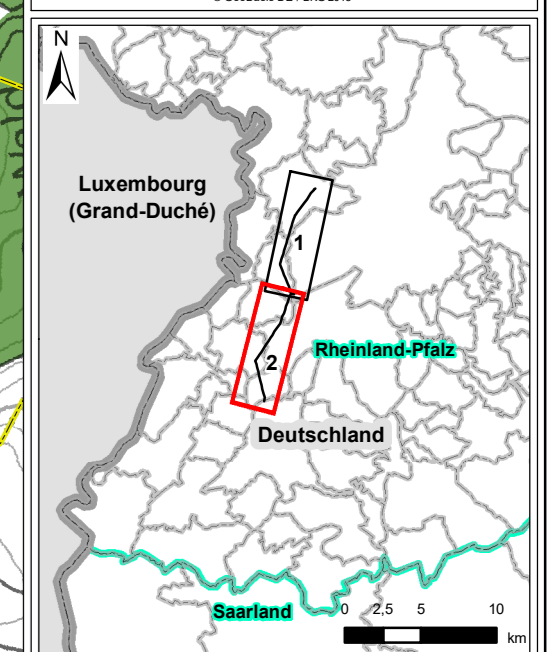 N
Luxembourg
(Grand-Duché)
1
Rheinland-Pfalz
2
Deutschland
Saarland
0 2,5 5 10
km